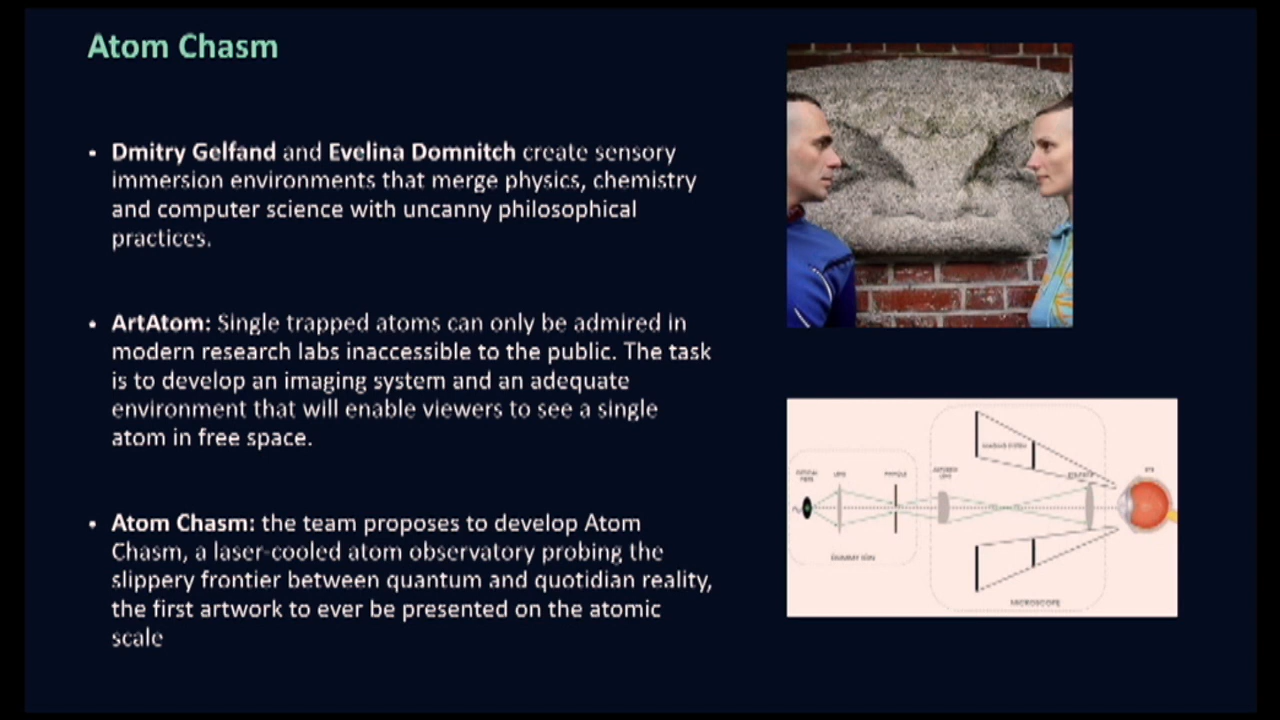 Atom Chasm
• Dmitry Gelfand and Evelina Domnitch create sensory
immersion environments that merge physics, chemistry
and computer science with uncanny philosophical
practices.
• ArtAtom: Single trapped atoms can only be admired in
modern research labs inaccessible to the public. The task
is to develop an imaging system and an adequate
environment that will enable viewers to see a single
atom in free space.
• Atom Chasm: the team proposes to develop Atom
Chasm, a laser-cooled atom observatory probing the
slippery frontier between quantum and quotidian reality,
the first artwork to ever be presented on the atomic
scale
LENS
PINHOLE
EYE
DUMMY ION
MICROSCOPE